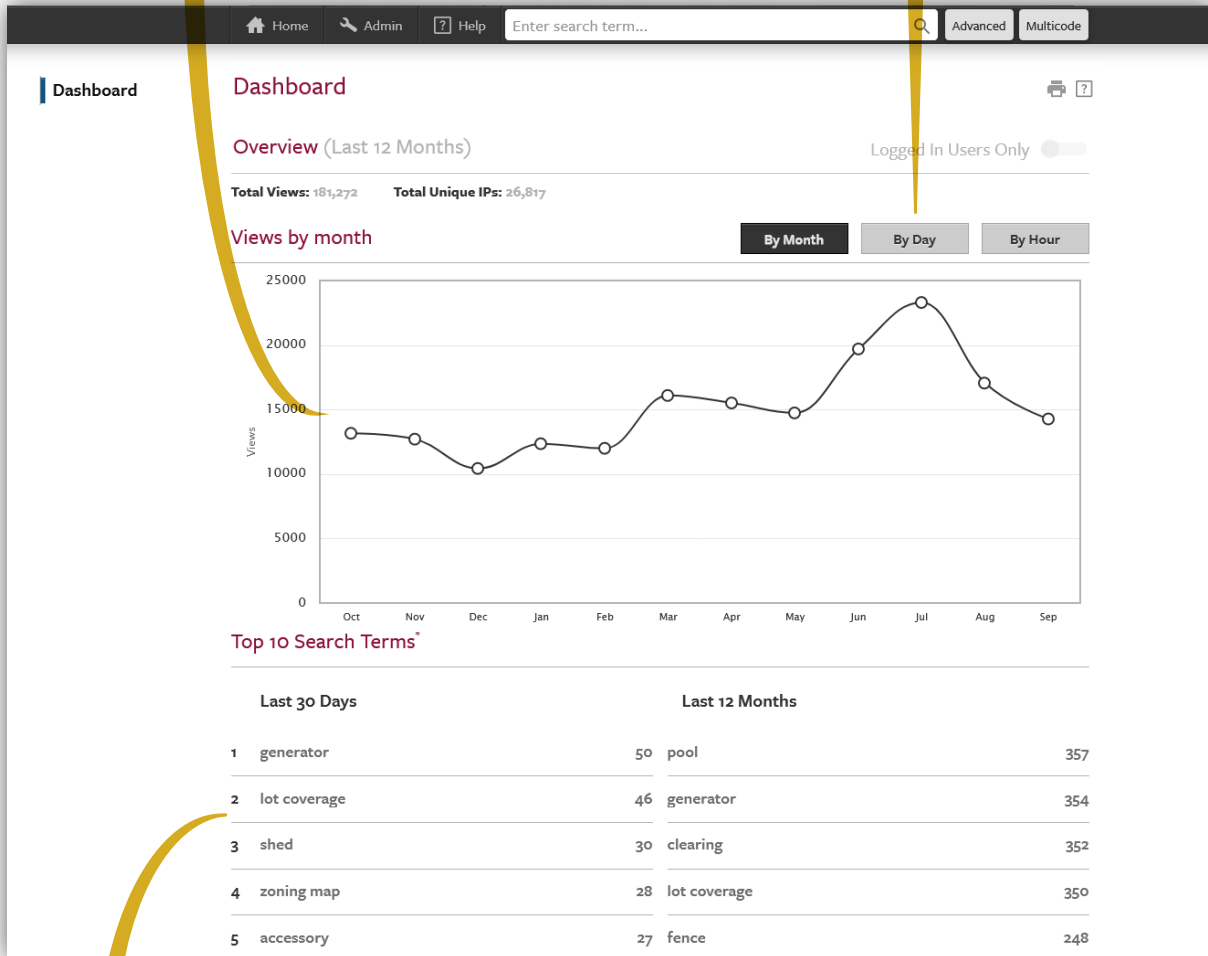 Home Admin ? Help Enter search term... Advanced Multicode
Dashboard
Dashboard
?
Overview (Last 12 Months)
Logged In Users Only
Total Views: 181,272 Total Unique IPs: 26,817
Views by month
By Month By Day By Hour
25000
20000
15000
10000
5000
0
Views
Oct Nov Dec Jan Feb Mar Apr May Jun Jul Aug Sep
Top 10 Search Terms*
Last 30 Days Last 12 Months
1 generator 50 pool 357
2 lot coverage 46 generator 354
3 shed 30 clearing 352
4 zoning map 28 lot coverage 350
5 accessory 27 fence 248